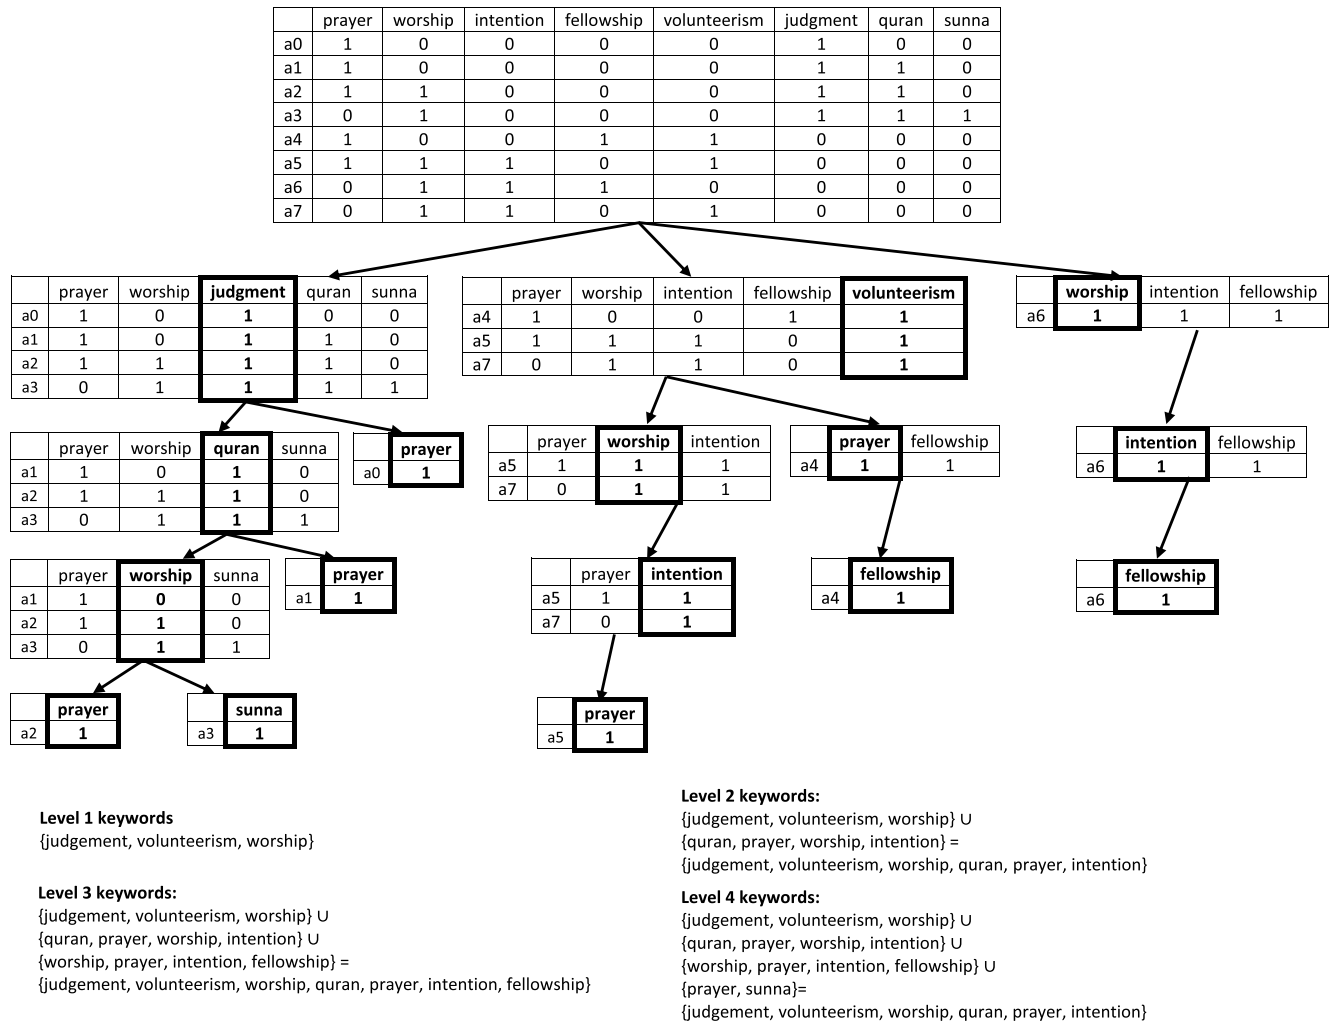 prayer worship intention fellowship volunteerism judgment quran sunna
a0 1 0 0 0 0 1 0 0
a1 1 0 0 0 0 1 1 0
a2 1 1 0 0 0 1 1 0
a3 0 1 0 0 0 1 1 1
a4 1 0 0 1 1 0 0 0
a5 1 1 1 0 1 0 0 0
a6 0 1 1 1 0 0 0 0
a7 0 1 1 0 1 0 0 0
prayer worship judgment quran sunna
a0 1 0 1 0 0
a1 1 0 1 1 0
a2 1 1 1 1 0
a3 0 1 1 1 1
prayer worship intention fellowship volunteerism
a4 1 0 0 1 1
a5 1 1 1 0 1
a7 0 1 1 0 1
worship intention fellowship
a6 1 1 1
prayer worship quran sunna
a1 1 0 1 0
a2 1 1 1 0
a3 0 1 1 1
prayer
a0 1
prayer worship intention
a5 1 1 1
a7 0 1 1
prayer fellowship
a4 1 1
intention fellowship
a6 1 1
prayer worship sunna
a1 1 0 0
a2 1 1 0
a3 0 1 1
prayer
a1 1
prayer intention
a5 1 1
a7 0 1
fellowship
a4 1
fellowship
a6 1
prayer
a2 1
sunna
a3 1
prayer
a5 1
Level 1 keywords
{judgement, volunteerism, worship}
Level 2 keywords:
{judgement, volunteerism, worship} ∪
{quran, prayer, worship, intention} =
{judgement, volunteerism, worship, quran, prayer, intention}
Level 3 keywords:
{judgement, volunteerism, worship} ∪
{quran, prayer, worship, intention} ∪
{worship, prayer, intention, fellowship} =
{judgement, volunteerism, worship, quran, prayer, intention, fellowship}
Level 4 keywords:
{judgement, volunteerism, worship} ∪
{quran, prayer, worship, intention} ∪
{worship, prayer, intention, fellowship} ∪
{prayer, sunna}=
{judgement, volunteerism, worship, quran, prayer, intention}